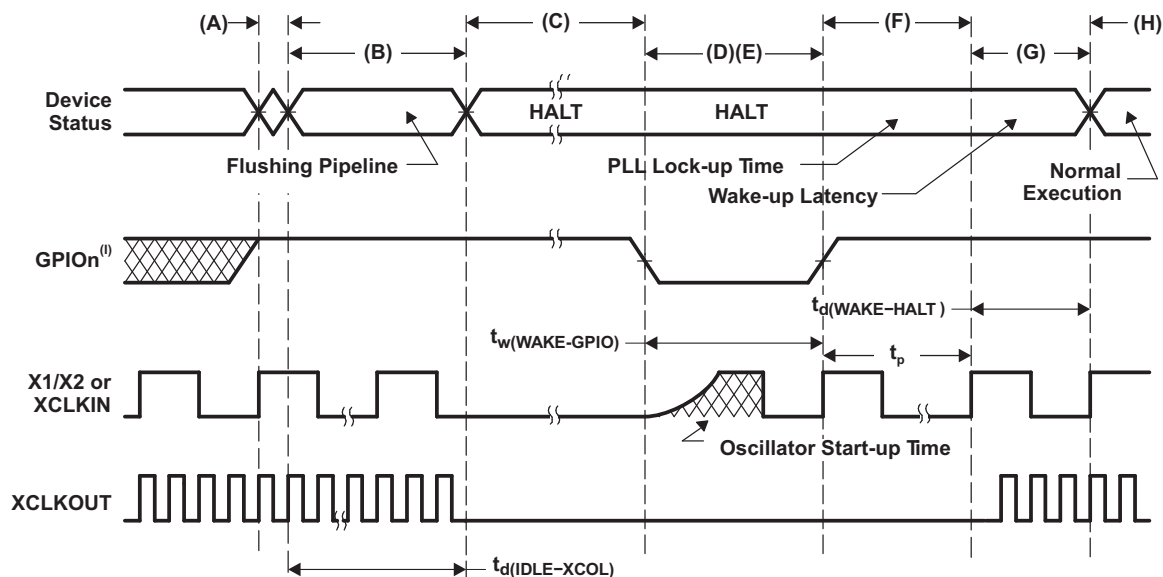 (A)
(C)
(F)
(H)
(B)
(D)(E)
(G)
Device
Status
HALT
HALT
Flushing Pipeline
PLL Lock-up Time
Wake-up Latency
Normal
Execution
GPIOn(I)
td(WAKE−HALT )
tw(WAKE-GPIO)
tp
X1/X2 or
XCLKIN
Oscillator Start-up Time
XCLKOUT
td(IDLE−XCOL)